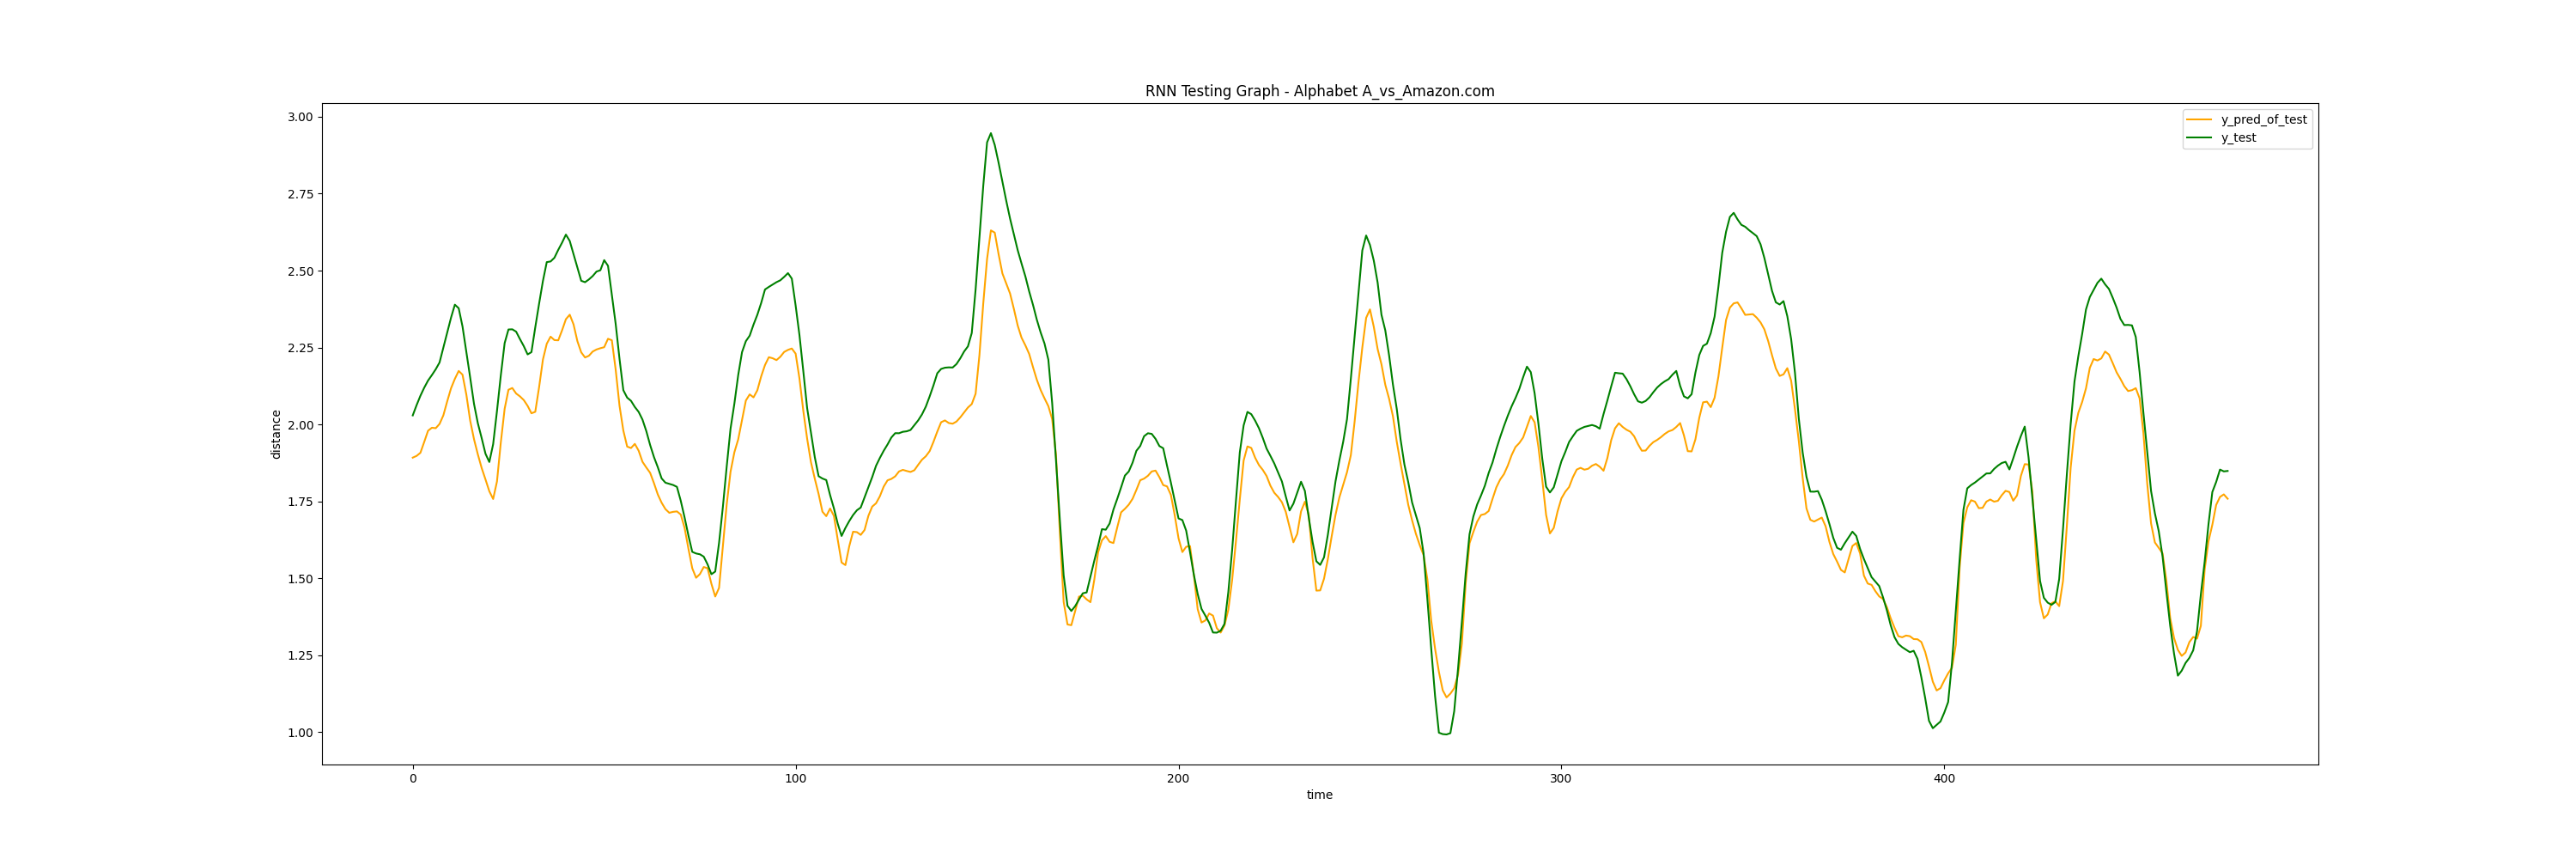 RNN Testing Graph - Alphabet A_vs_Amazon.com
y_pred_of_test
y_test
3.00
2.75
2.50
2.25
2.00
1.75
1.50
1.25
1.00
distance
0 100 200 300 400
time